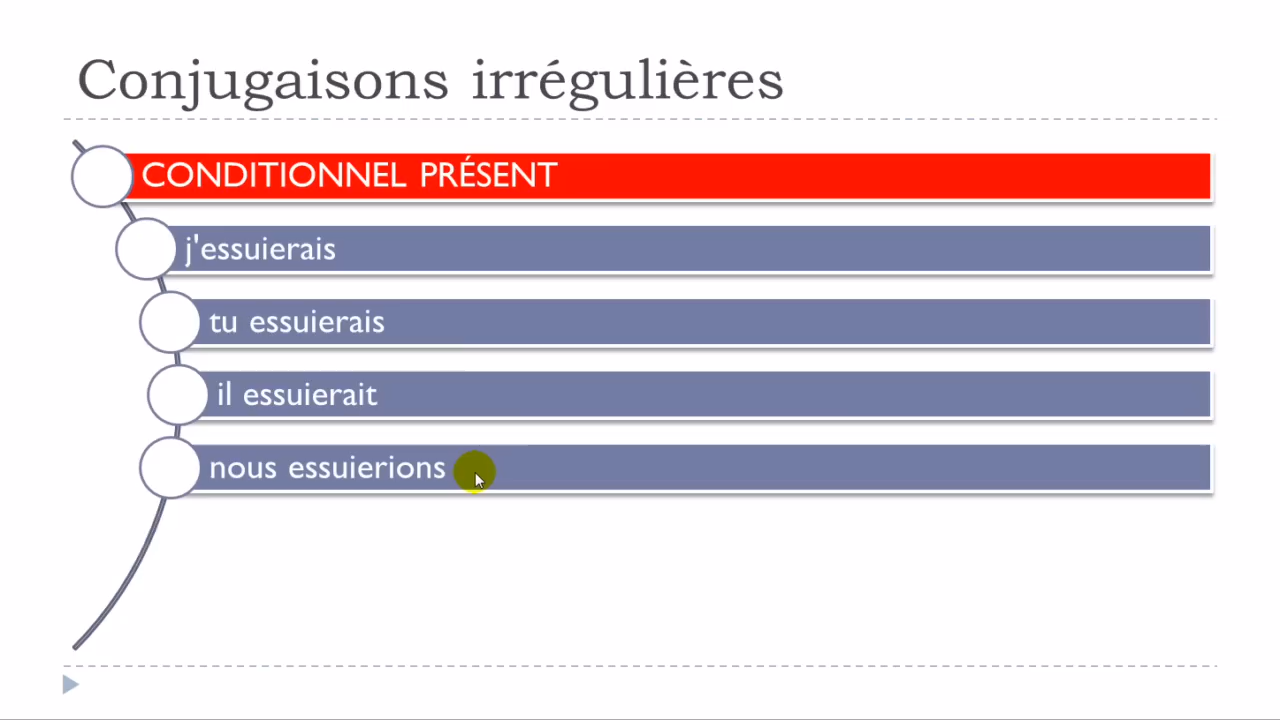 Conjugaisons irrégulières
CONDITIONNEL PRÉSENT
j'essuierais
tu essuierais
il essuierait
nous essuierions